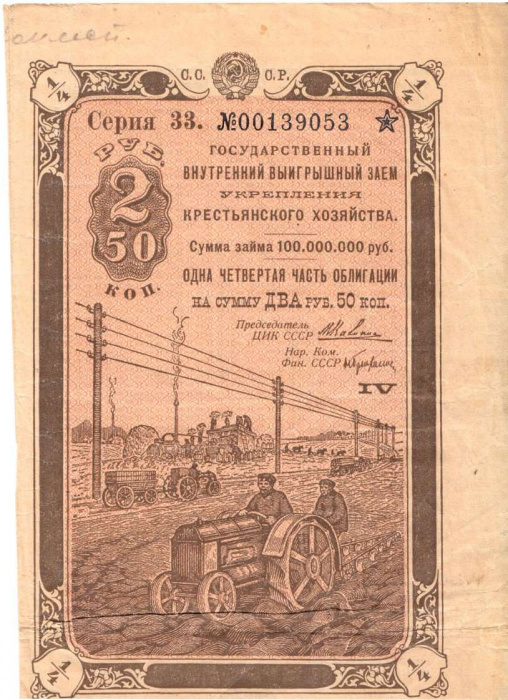 С.С. С.Р.
1/4 1/4
Серия 33. №00139053
РУБ. 2 50 КОП.
ГОСУДАРСТВЕННЫЙ
ВНУТРЕННИЙ ВЫИГРЫШНЫЙ ЗАЕМ
УКРЕПЛЕНИЯ
КРЕСТЬЯНСКОГО ХОЗЯЙСТВА.
Сумма займа 100.000.000 руб.
ОДНА ЧЕТВЕРТАЯ ЧАСТЬ ОБЛИГАЦИИ
НА СУММУ ДВА РУБ. 50 КОП.
Председатель
ЦИК СССР
Нар. Ком.
Фин. СССР
IV
1/4 1/4